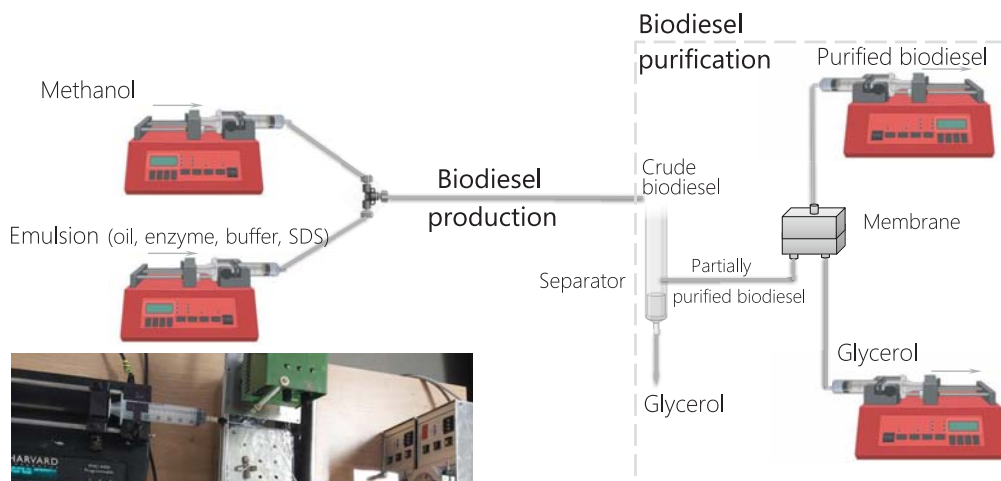 Biodiesel
purification
Purified biodiesel
Methanol
Crude
biodiesel
Biodiesel
production
Membrane
Emulsion (oil, enzyme, buffer, SDS)
Separator
Partially
purified biodiesel
Glycerol
Glycerol
HARVARD